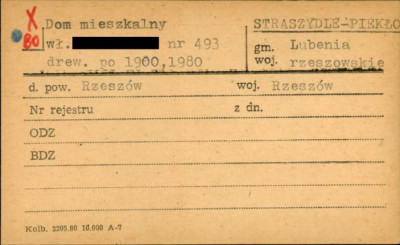 X Dom mieszkalny STRASZYDLE-PIEKŁO
80 wł. nr 493 gm. Lubenia
drew. po 1900,1980 woj. rzeszowskie
d. pow. Rzeszów woj. Rzeszów
Nr rejestru z dn.
ODZ
BDZ
Kolb. 2205.80 10.000 A-7